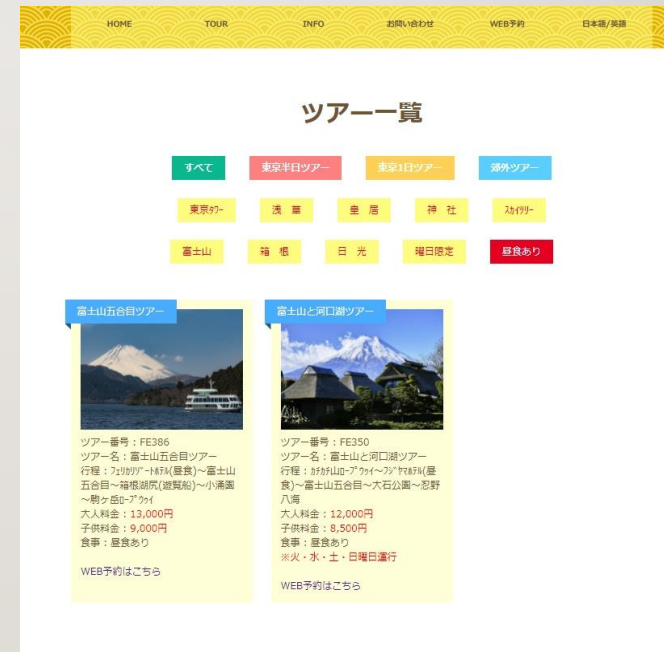 HOME TOUR INFO お問い合わせ WEB予約 日本語/英語
ツアー一覧
すべて 東京半日ツアー 東京1日ツアー 郊外ツアー
東京ﾀﾜｰ 浅 草 皇 居 神 社 ｽｶｲﾂﾘｰ
富士山 箱 根 日 光 曜日限定 昼食あり
富士山五合目ツアー
ツアー番号：FE386
ツアー名：富士山五合目ツアー
行程：ﾌｪﾘｶﾘｿﾞｰﾄﾎﾃﾙ(昼食)～富士山
五合目～箱根湖尻(遊覧船)～小涌園
～駒ヶ岳ﾛｰﾌﾟｳｪｲ
大人料金：13,000円
子供料金：9,000円
食事：昼食あり
WEB予約はこちら
富士山と河口湖ツアー
ツアー番号：FE350
ツアー名：富士山と河口湖ツアー
行程：ｶﾁｶﾁ山ﾛｰﾌﾟｳｪｲ～ﾌｼﾞﾔﾏﾎﾃﾙ(昼
食)～富士山五合目～大石公園～忍野
八海
大人料金：12,000円
子供料金：8,500円
食事：昼食あり
※火・水・土・日曜日運行
WEB予約はこちら